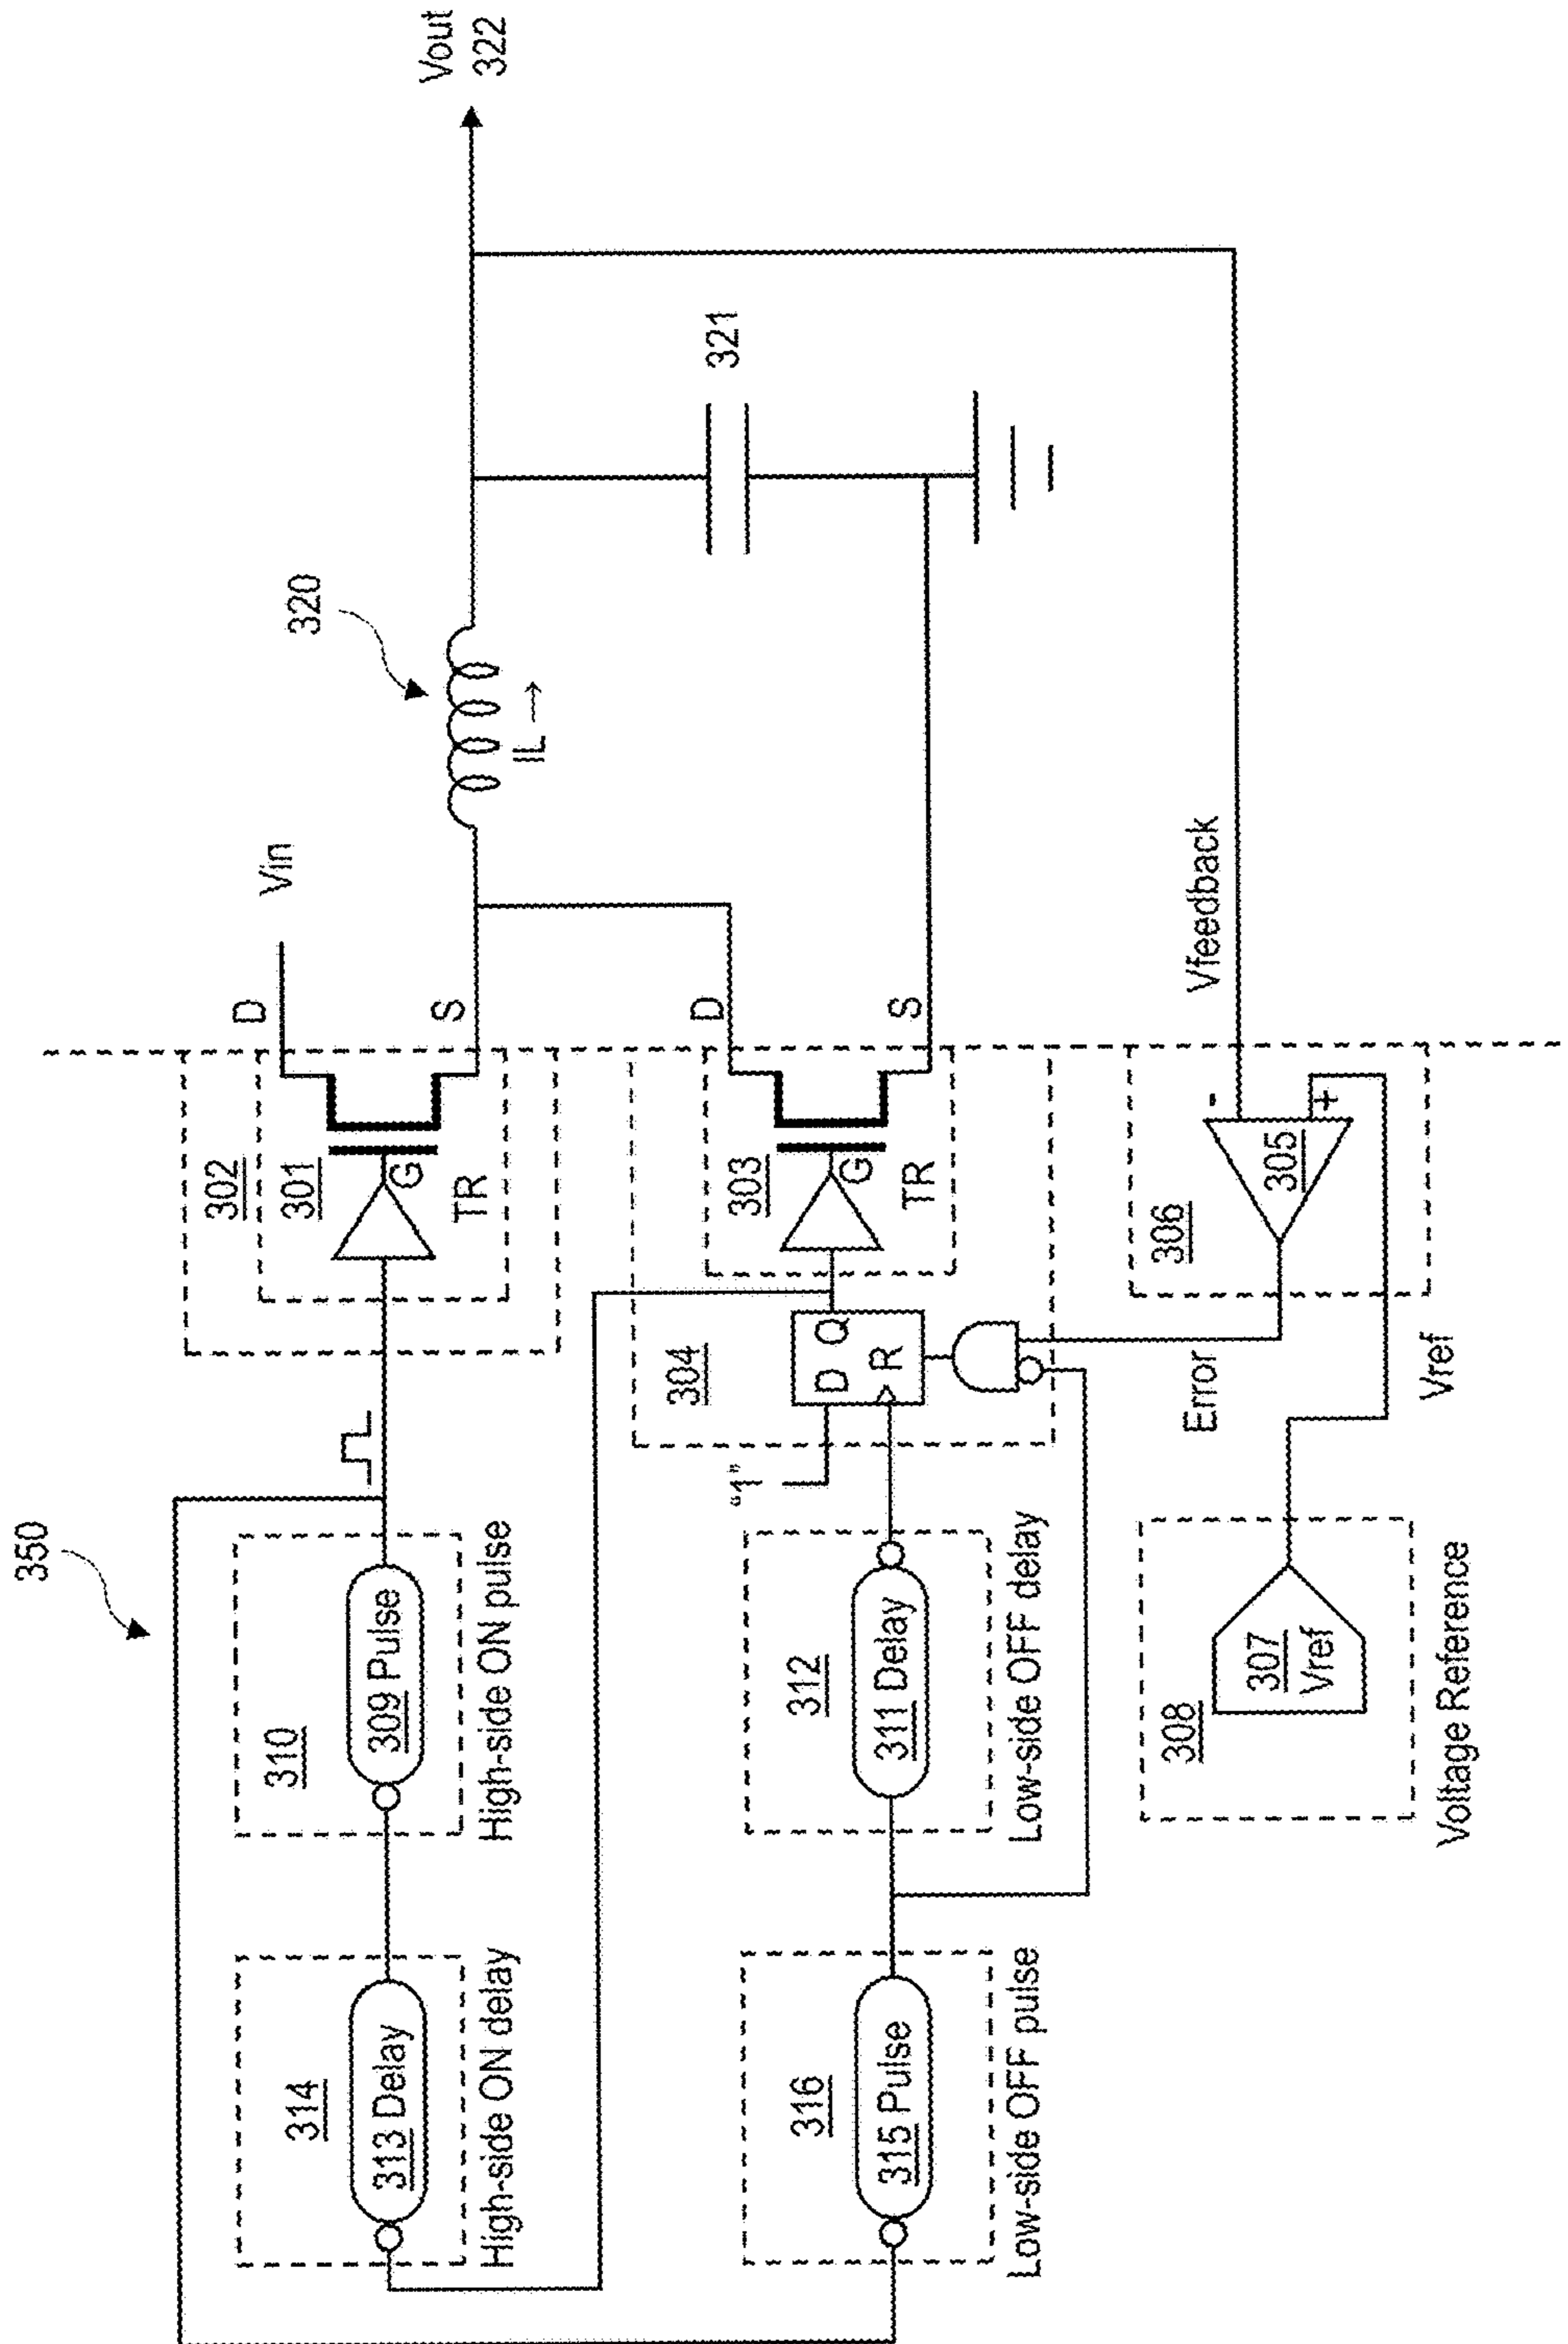 350
314
313 Delay
High-side ON delay
310
309 Pulse
High-side ON pulse
302
301
G
TR
D
S
Vin
320
IL →
Vout
322
316
315 Pulse
Low-side OFF pulse
312
311 Delay
Low-side OFF delay
"1"
304
D Q
R
303
G
TR
D
S
321
308
307
Vref
Voltage Reference
Error
Vref
306
305
-
+
Vfeedback